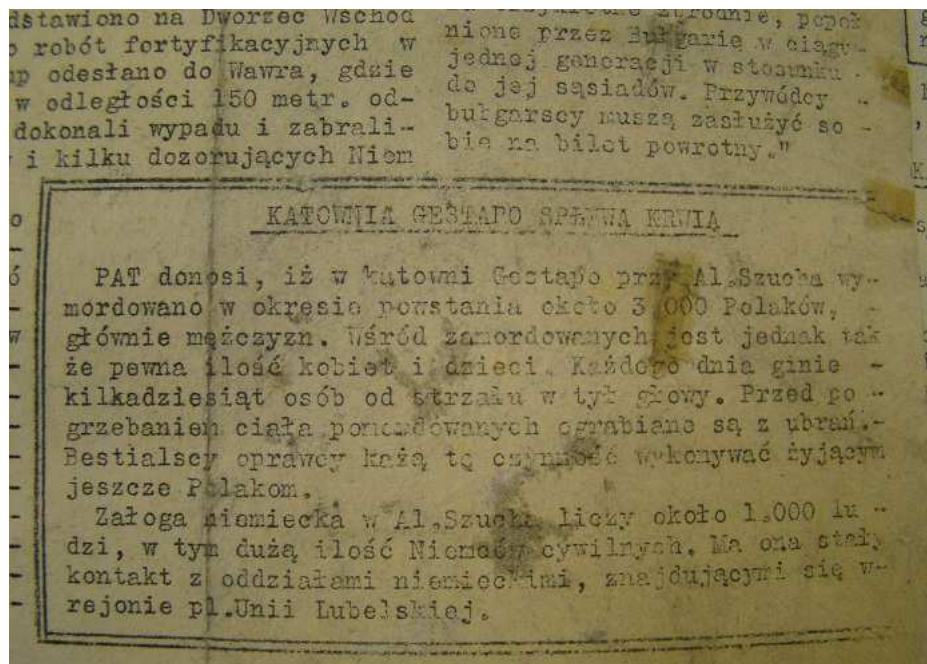 dstawiono na Dworzec Wschod
robót fortyfikacyjnych w
up odesłano do Wawra, gdzie
w odległości 150 metr. od-
dokonali wypadu i zabrali-
i kilku dozorujących Niem
zbrodnie, popeł
nione przez Bułgarię w ciągu-
jednej generacji w stosunku -
do jej sąsiadów. Przywódcy -
bułgarscy muszą zasłużyć so -
bie na bilet powrotny."
KATOWNIA GESTAPO SPŁYWA KRWIĄ
PAT donosi, iż w katowni Gestapo przy Al.Szucha wy-
mordowano w okresie powstania około 3.000 Polaków, -
głównie mężczyzn. Wśród zamordowanych jest jednak tak
że pewna ilość kobiet i dzieci. Każdego dnia ginie -
kilkadziesiąt osób od strzału w tył głowy. Przed po -
grzebaniem ciała pomordowanych ograbiane są z ubrań.-
Bestialscy oprawcy każą tę czynność wykonywać żyjącym
jeszcze Polakom.
Załoga niemiecka w Al.Szucha liczy około 1.000 lu -
dzi, w tym dużą ilość Niemców cywilnych. Ma ona stały
kontakt z oddziałami niemieckimi, znajdującymi się w-
rejonie pl.Unii Lubelskiej.